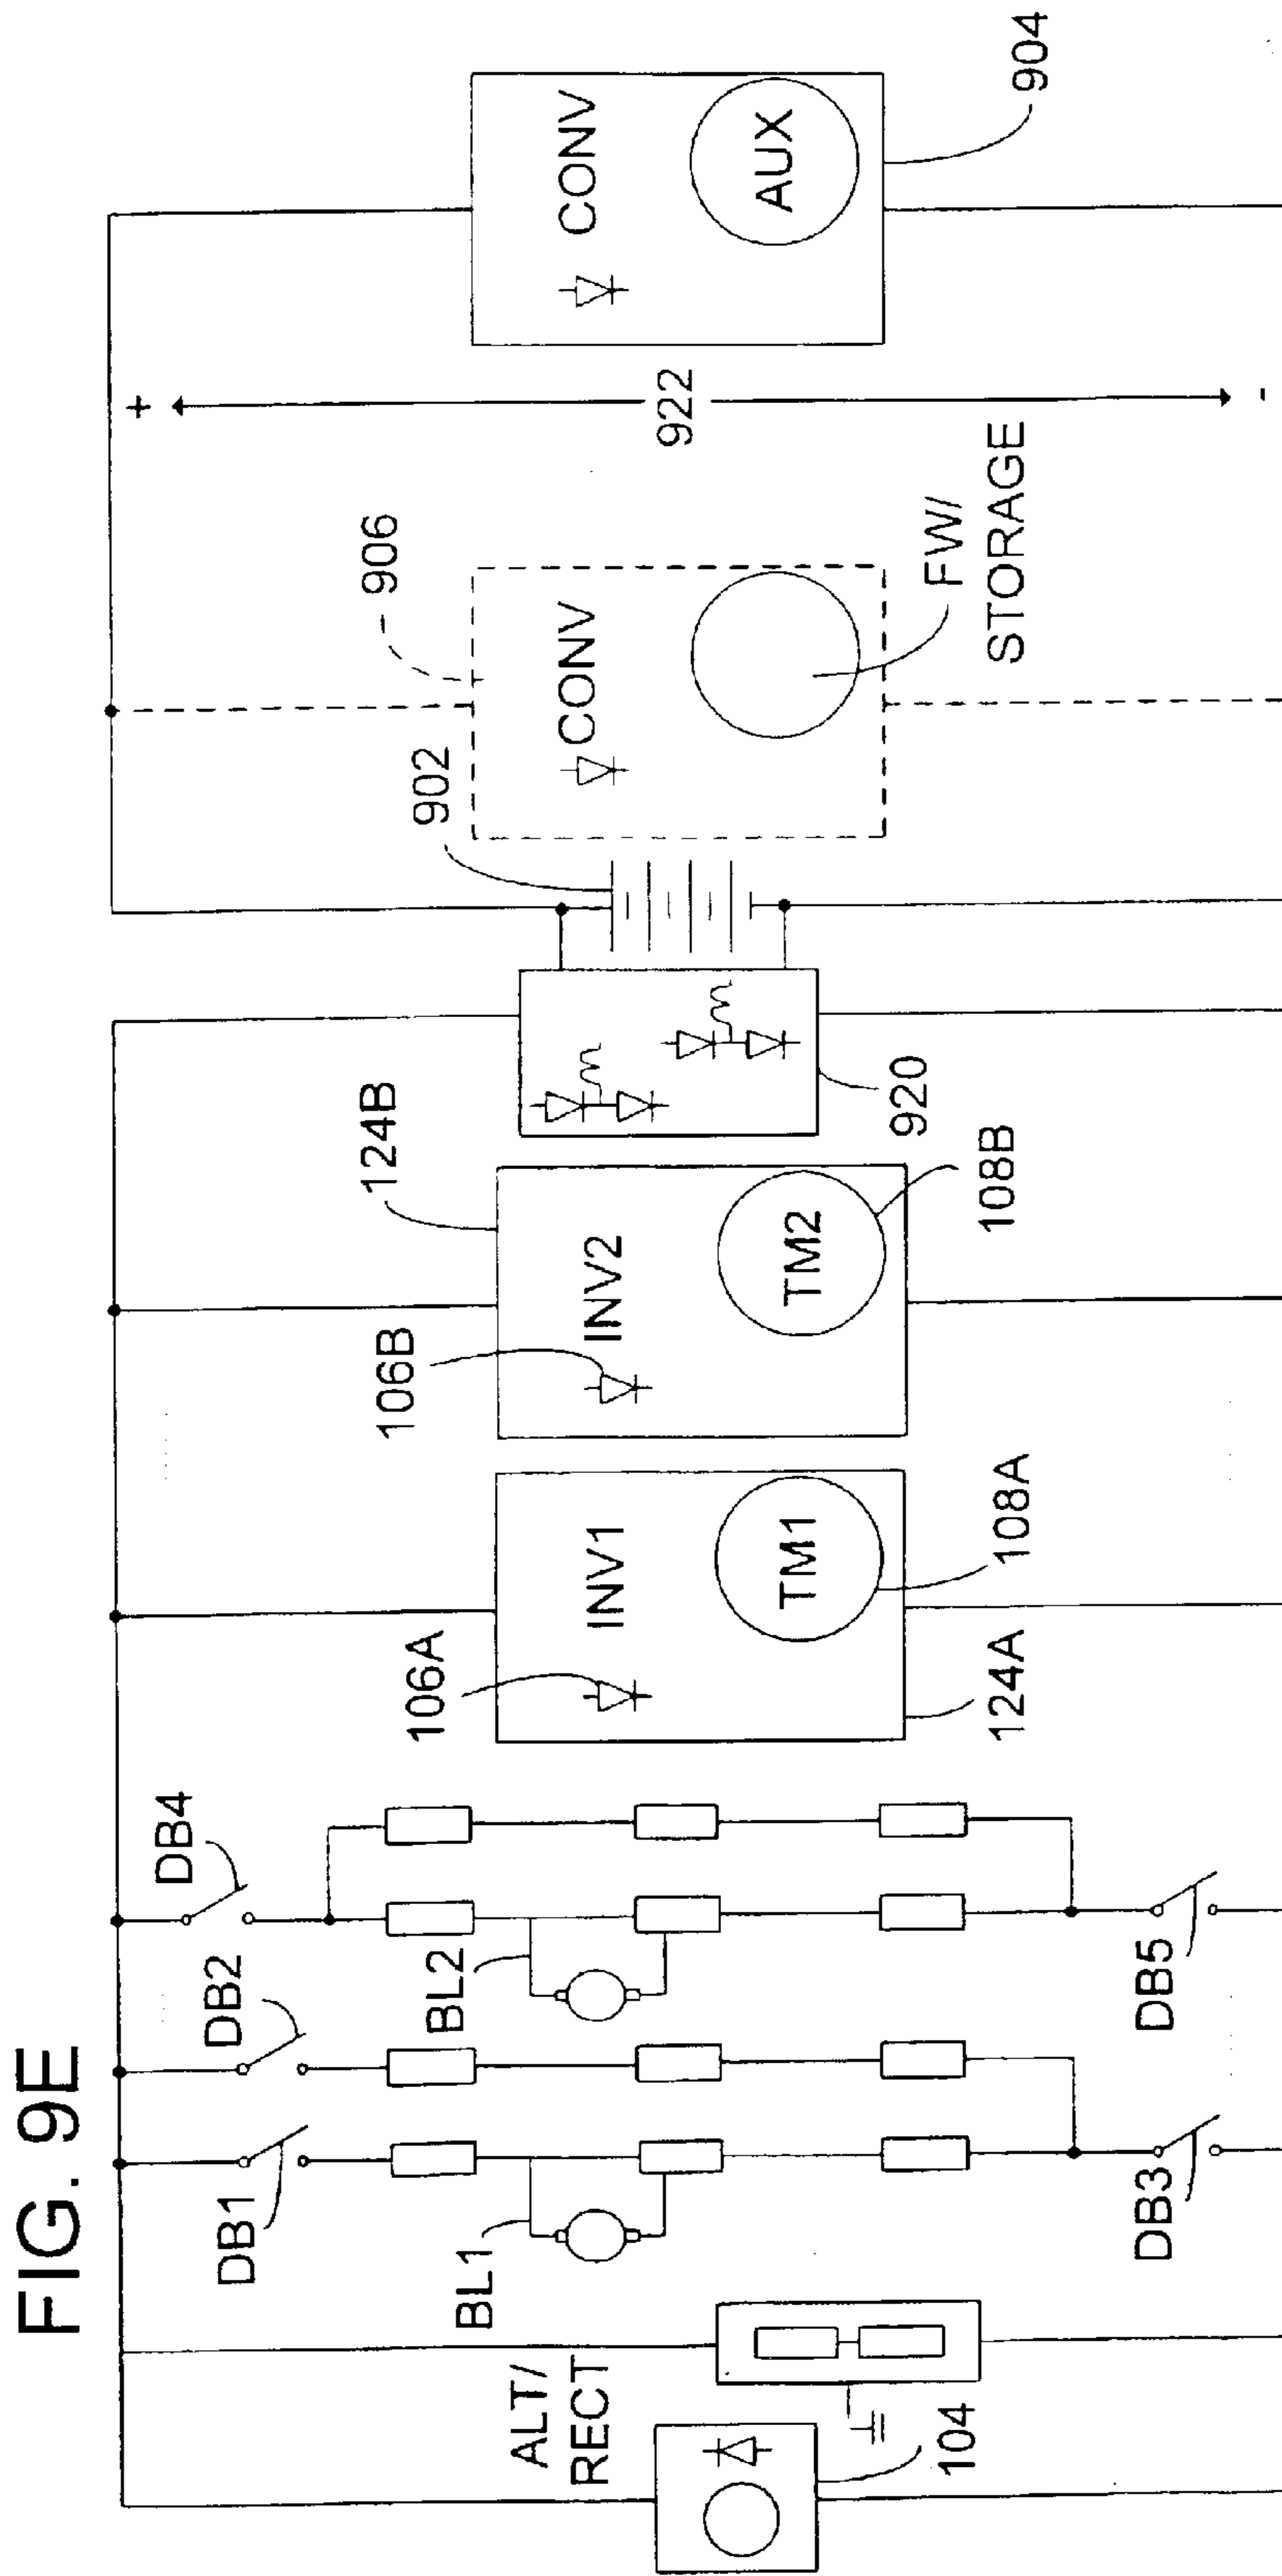 FIG. 9E
ALT/
RECT
104
DB1
BL1
DB3
DB2
DB4
BL2
DB5
106A
INV1
TM1
108A
124A
124B
106B
INV2
TM2
108B
920
902
906
CONV
FW/
STORAGE
+
922
-
CONV
AUX
904